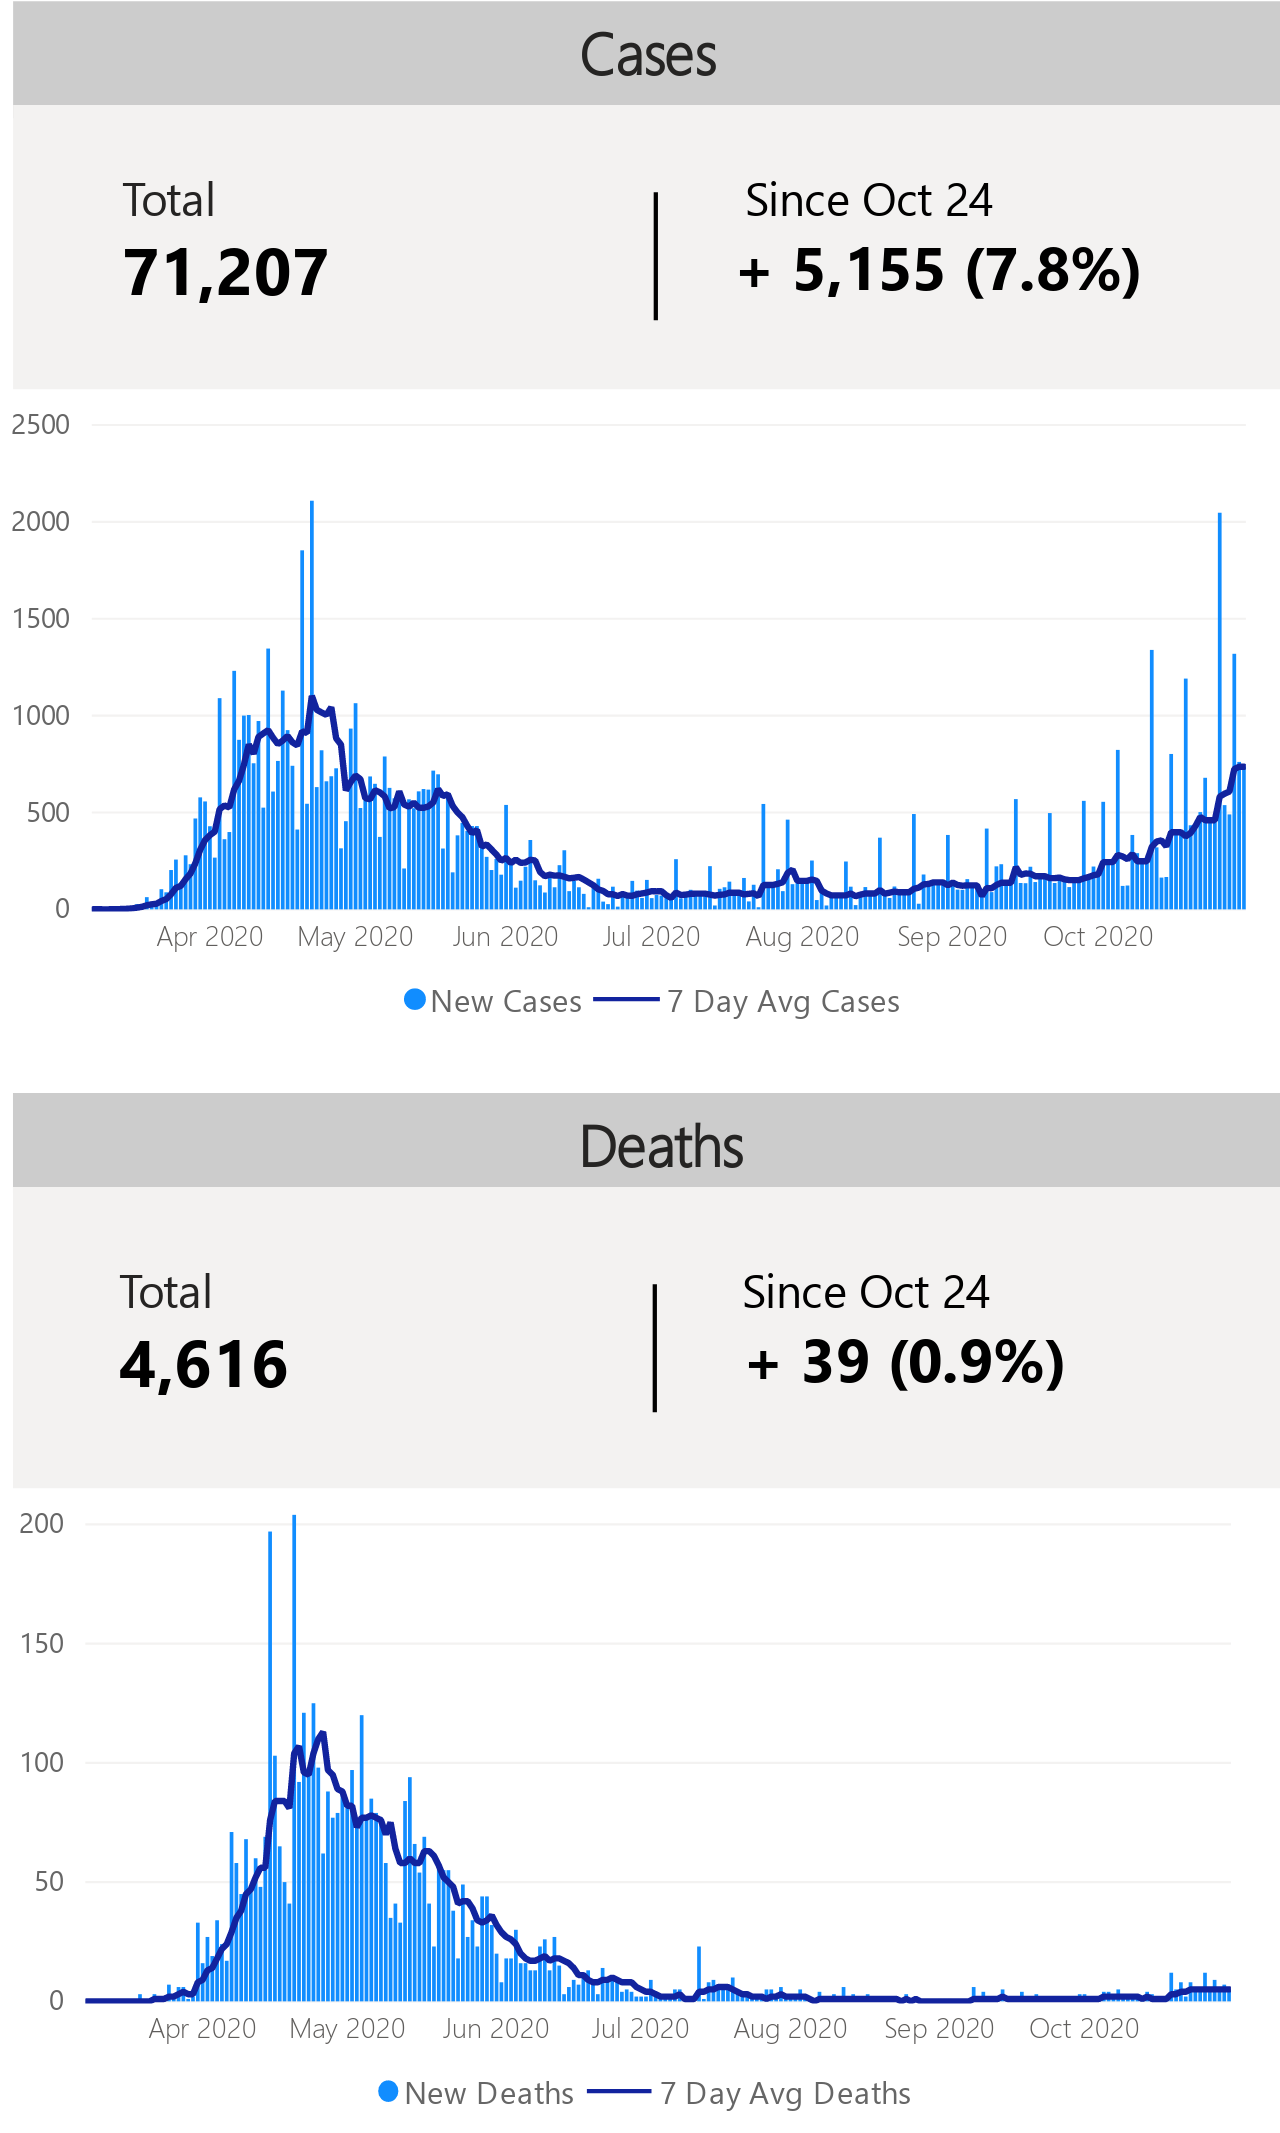 Cases
Total
Since Oct 24
71,207
+ 5,155 (7.8%)
2500
2000
1500
1000
500
0
Apr 2020 May 2020 Jun 2020 Jul 2020 Aug 2020 Sep 2020 Oct 2020
New Cases 7 Day Avg Cases
Deaths
Total
Since Oct 24
4,616
+ 39 (0.9%)
200
150
100
50
0
Apr 2020 May 2020 Jun 2020 Jul 2020 Aug 2020 Sep 2020 Oct 2020
New Deaths 7 Day Avg Deaths